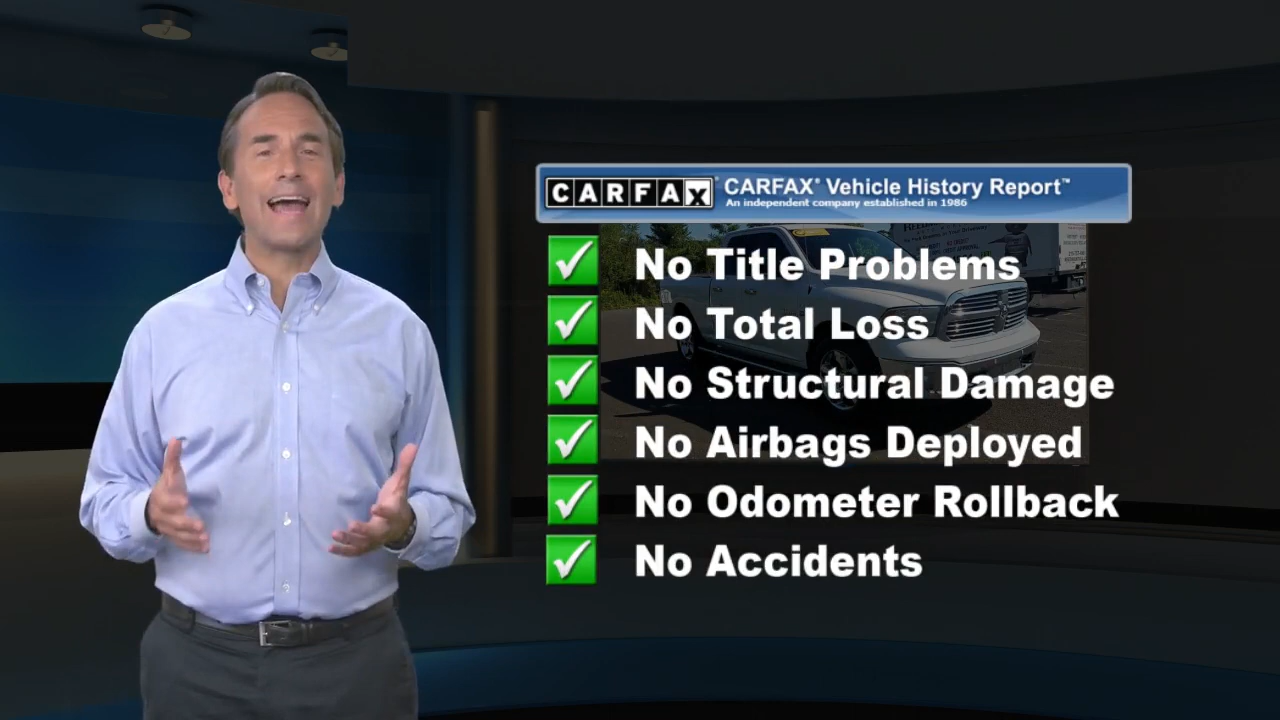 CARFAX
CARFAX® Vehicle History Report™
An independent company established in 1986
No Title Problems
No Total Loss
No Structural Damage
No Airbags Deployed
No Odometer Rollback
No Accidents